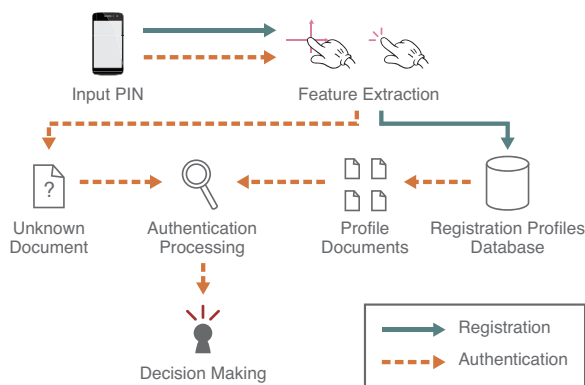 Input PIN
Feature Extraction
?
Unknown
Document
Authentication
Processing
Profile
Documents
Registration Profiles
Database
Decision Making
Registration
Authentication